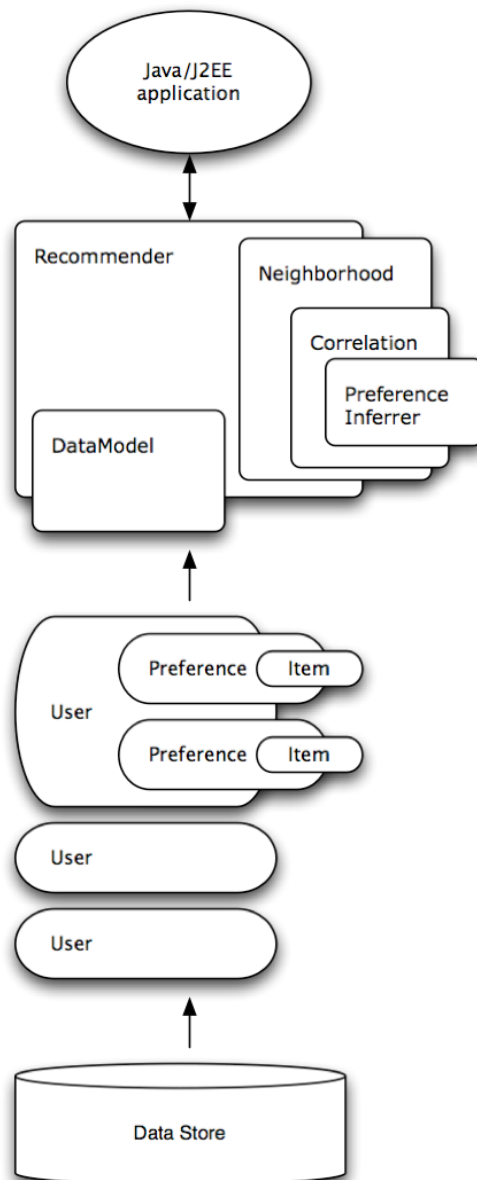 Java/J2EE
application
Recommender
Neighborhood
Correlation
Preference
Inferrer
DataModel
Preference
Item
User
Preference
Item
User
User
Data Store